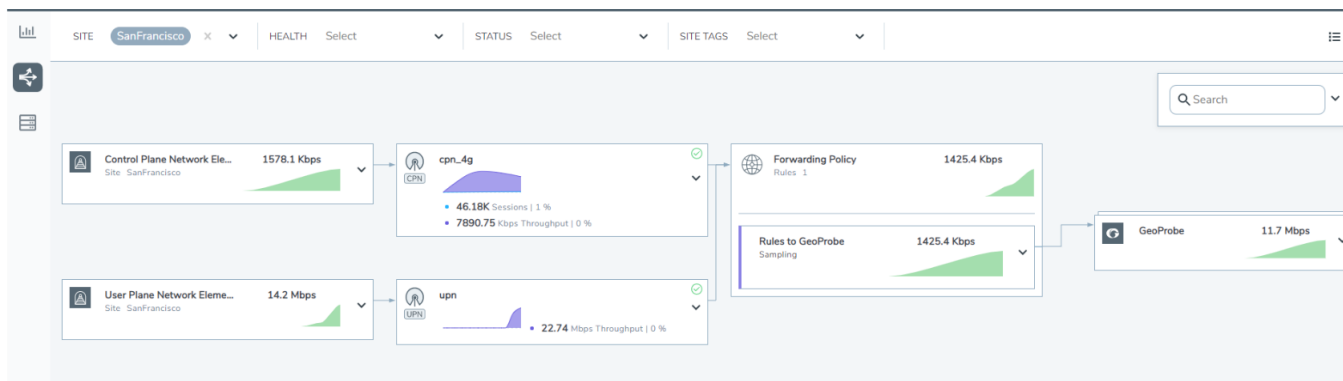 SITE SanFrancisco × HEALTH Select STATUS Select SITE TAGS Select
Search
Control Plane Network Ele... 1578.1 Kbps
Site SanFrancisco
CPN
cpn_4g
46.18K Sessions | 1 %
7890.75 Kbps Throughput | 0 %
Forwarding Policy 1425.4 Kbps
Rules 1
Rules to GeoProbe 1425.4 Kbps
Sampling
GeoProbe 11.7 Mbps
User Plane Network Eleme... 14.2 Mbps
Site SanFrancisco
UPN
upn
22.74 Mbps Throughput | 0 %